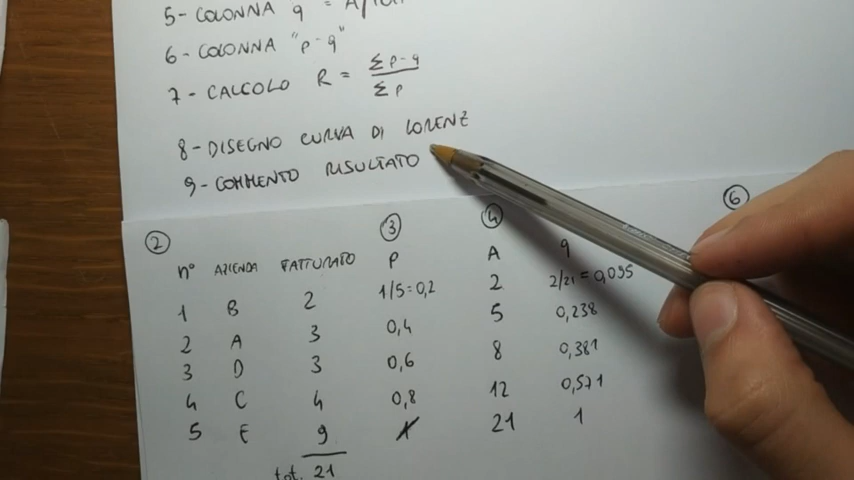 5- COLONNA q = A/
6- COLONNA "p-q"
7- CALCOLO R = Σ p-q / Σ p
8- DISEGNO CURVA DI LORENZ
9- COMMENTO RISULTATO
② ③ ④ ⑥
n° AZIENDA FATTURATO P A q
1 B 2 1/5=0,2 2 2/21=0,095
2 A 3 0,4 5 0,238
3 D 3 0,6 8 0,381
4 C 4 0,8 12 0,571
5 E 9 1 21 1
tot. 21